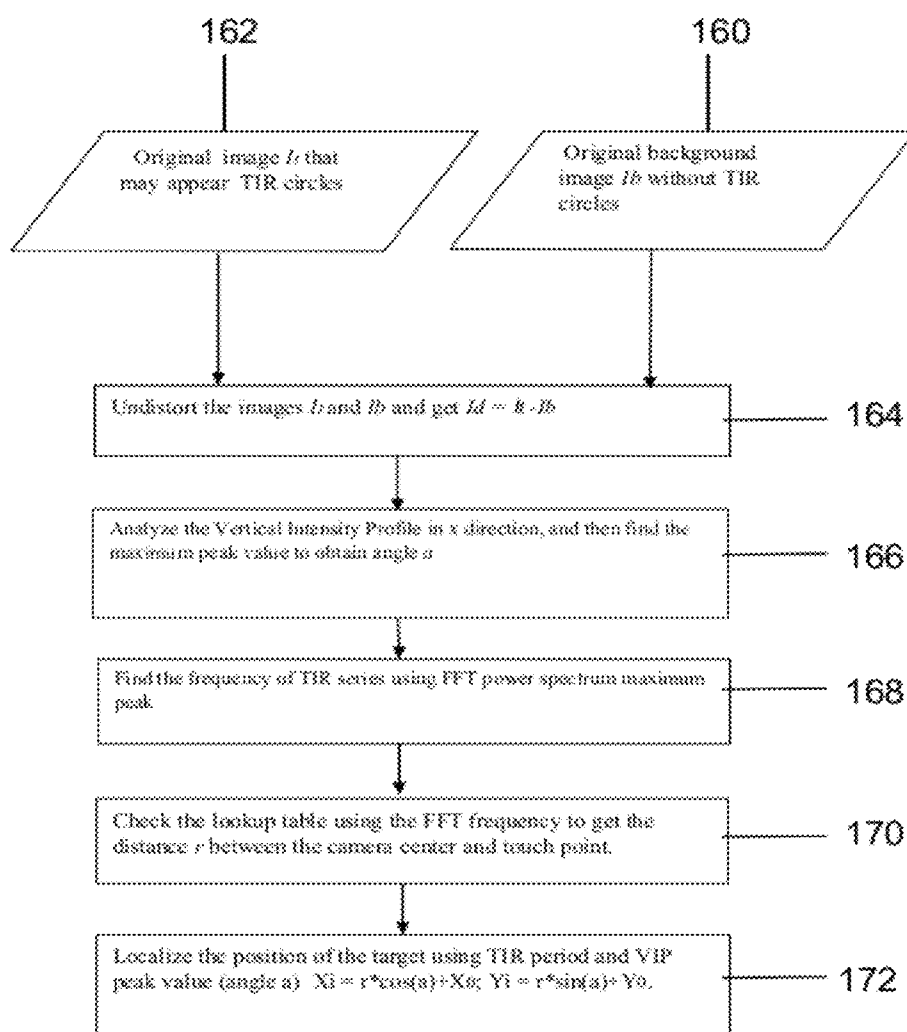 162
160
Original image It that
may appear TIR circles
Original background
image Ib without TIR
circles
Undistort the images It and Ib and get Id = It - Ib
164
Analyze the Vertical Intensity Profile in x direction, and then find the
maximum peak value to obtain angle a
166
Find the frequency of TIR series using FFT power spectrum maximum
peak
168
Check the lookup table using the FFT frequency to get the
distance r between the camera center and touch point.
170
Localize the position of the target using TIR period and VIP
peak value (angle a) Xi = r*cos(a)+Xo; Yi = r*sin(a)+Yo.
172